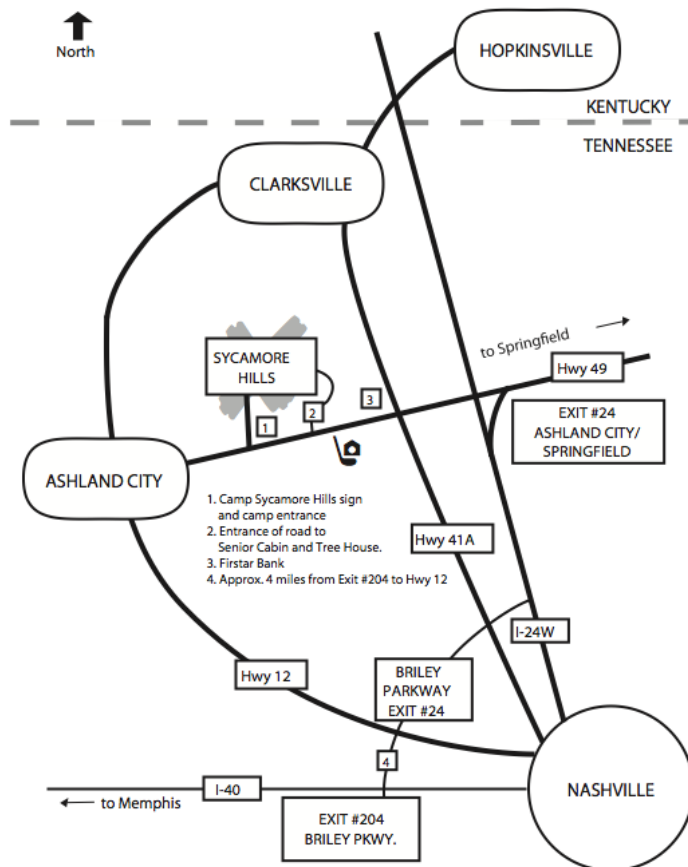 North
HOPKINSVILLE
KENTUCKY
TENNESSEE
CLARKSVILLE
to Springfield
SYCAMORE
HILLS
Hwy 49
3
2
1
EXIT #24
ASHLAND CITY/
SPRINGFIELD
ASHLAND CITY
1. Camp Sycamore Hills sign
and camp entrance
2. Entrance of road to
Senior Cabin and Tree House.
3. Firstar Bank
4. Approx. 4 miles from Exit #204 to Hwy 12
Hwy 41A
I-24W
Hwy 12
BRILEY
PARKWAY
EXIT #24
4
I-40
to Memphis
NASHVILLE
EXIT #204
BRILEY PKWY.